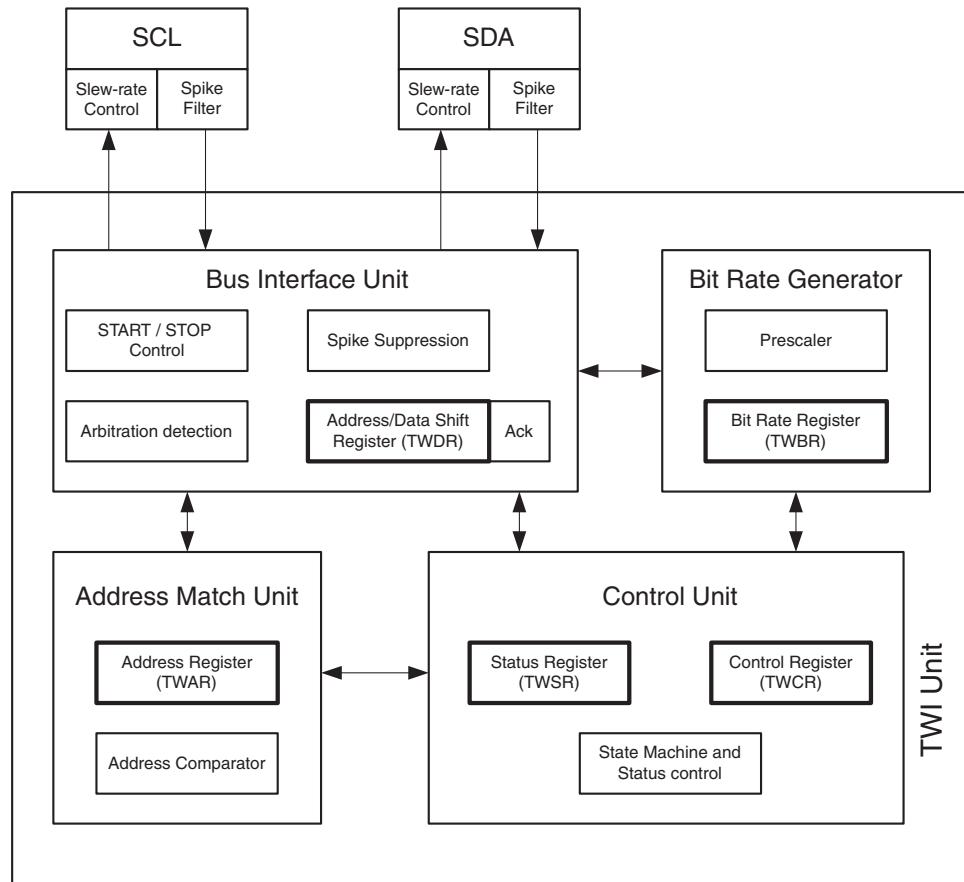 SCL
Slew-rate
Control
Spike
Filter
SDA
Slew-rate
Control
Spike
Filter
Bus Interface Unit
START / STOP
Control
Spike Suppression
Arbitration detection
Address/Data Shift
Register (TWDR)
Ack
Bit Rate Generator
Prescaler
Bit Rate Register
(TWBR)
Address Match Unit
Address Register
(TWAR)
Address Comparator
Control Unit
Status Register
(TWSR)
Control Register
(TWCR)
State Machine and
Status control
TWI Unit